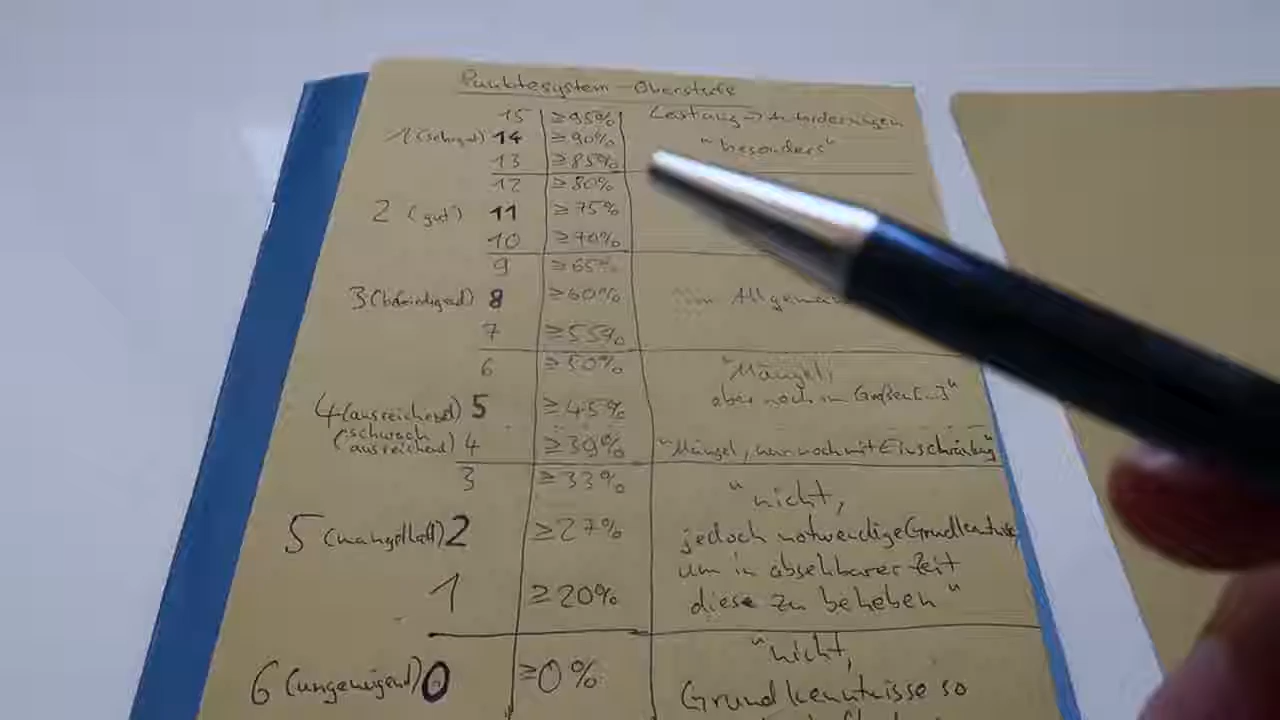 Punktesystem - Oberstufe
15 ≥95% Leistung → Anforderungen
1 (sehr gut) 14 ≥90% "besonders"
13 ≥85%
12 ≥80%
2 (gut) 11 ≥75%
10 ≥70%
9 ≥65%
3 (befriedigend) 8 ≥60% "im Allgemei
7 ≥55%
6 ≥50% "Mängel,
aber noch im Großen [...]"
4 (ausreichend) 5 ≥45%
(schwach
ausreichend) 4 ≥39% "Mängel, nur noch mit Einschränkung"
3 ≥33% "nicht,
5 (mangelhaft) 2 ≥27% jedoch notwendige Grundkenntnisse,
um in absehbarer Zeit
1 ≥20% diese zu beheben"
"nicht,
6 (ungenügend) 0 ≥0% Grundkenntnisse so